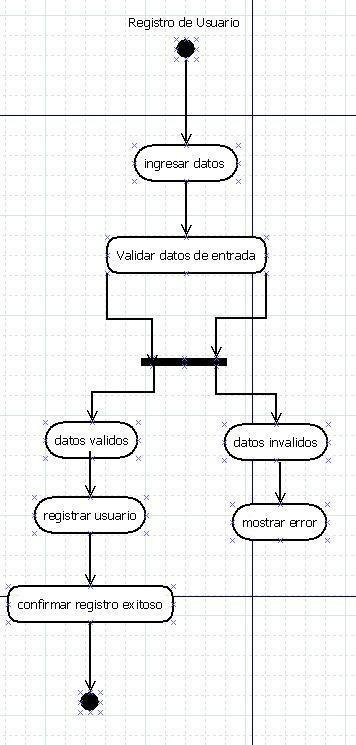 Registro de Usuario
ingresar datos
Validar datos de entrada
datos validos
datos invalidos
registrar usuario
mostrar error
confirmar registro exitoso